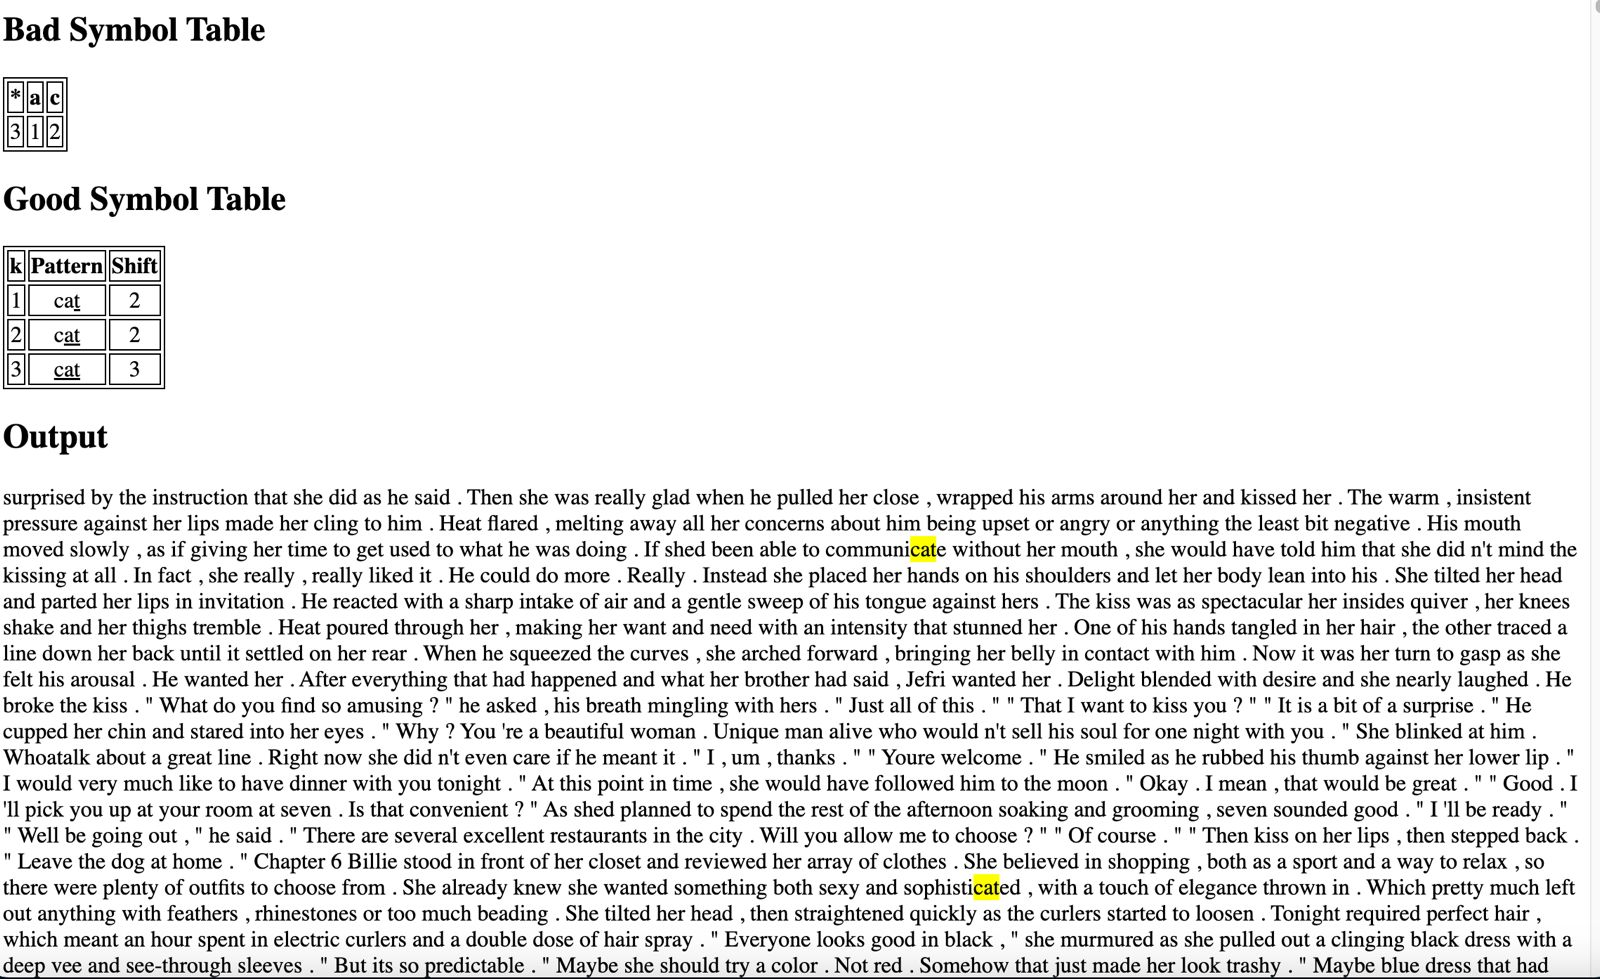 Bad Symbol Table
* a c
3 1 2
Good Symbol Table
k Pattern Shift
1 cat 2
2 cat 2
3 cat 3
Output
surprised by the instruction that she did as he said . Then she was really glad when he pulled her close , wrapped his arms around her and kissed her . The warm , insistent
pressure against her lips made her cling to him . Heat flared , melting away all her concerns about him being upset or angry or anything the least bit negative . His mouth
moved slowly , as if giving her time to get used to what he was doing . If shed been able to communicate without her mouth , she would have told him that she did n't mind the
kissing at all . In fact , she really , really liked it . He could do more . Really . Instead she placed her hands on his shoulders and let her body lean into his . She tilted her head
and parted her lips in invitation . He reacted with a sharp intake of air and a gentle sweep of his tongue against hers . The kiss was as spectacular her insides quiver , her knees
shake and her thighs tremble . Heat poured through her , making her want and need with an intensity that stunned her . One of his hands tangled in her hair , the other traced a
line down her back until it settled on her rear . When he squeezed the curves , she arched forward , bringing her belly in contact with him . Now it was her turn to gasp as she
felt his arousal . He wanted her . After everything that had happened and what her brother had said , Jefri wanted her . Delight blended with desire and she nearly laughed . He
broke the kiss . " What do you find so amusing ? " he asked , his breath mingling with hers . " Just all of this . " " That I want to kiss you ? " " It is a bit of a surprise . " He
cupped her chin and stared into her eyes . " Why ? You 're a beautiful woman . Unique man alive who would n't sell his soul for one night with you . " She blinked at him .
Whoatalk about a great line . Right now she did n't even care if he meant it . " I , um , thanks . " " Youre welcome . " He smiled as he rubbed his thumb against her lower lip . "
I would very much like to have dinner with you tonight . " At this point in time , she would have followed him to the moon . " Okay . I mean , that would be great . " " Good . I
'll pick you up at your room at seven . Is that convenient ? " As shed planned to spend the rest of the afternoon soaking and grooming , seven sounded good . " I 'll be ready . "
" Well be going out , " he said . " There are several excellent restaurants in the city . Will you allow me to choose ? " " Of course . " " Then kiss on her lips , then stepped back .
" Leave the dog at home . " Chapter 6 Billie stood in front of her closet and reviewed her array of clothes . She believed in shopping , both as a sport and a way to relax , so
there were plenty of outfits to choose from . She already knew she wanted something both sexy and sophisticated , with a touch of elegance thrown in . Which pretty much left
out anything with feathers , rhinestones or too much beading . She tilted her head , then straightened quickly as the curlers started to loosen . Tonight required perfect hair ,
which meant an hour spent in electric curlers and a double dose of hair spray . " Everyone looks good in black , " she murmured as she pulled out a clinging black dress with a
deep vee and see-through sleeves . " But its so predictable . " Maybe she should try a color . Not red . Somehow that just made her look trashy . " Maybe blue dress that had